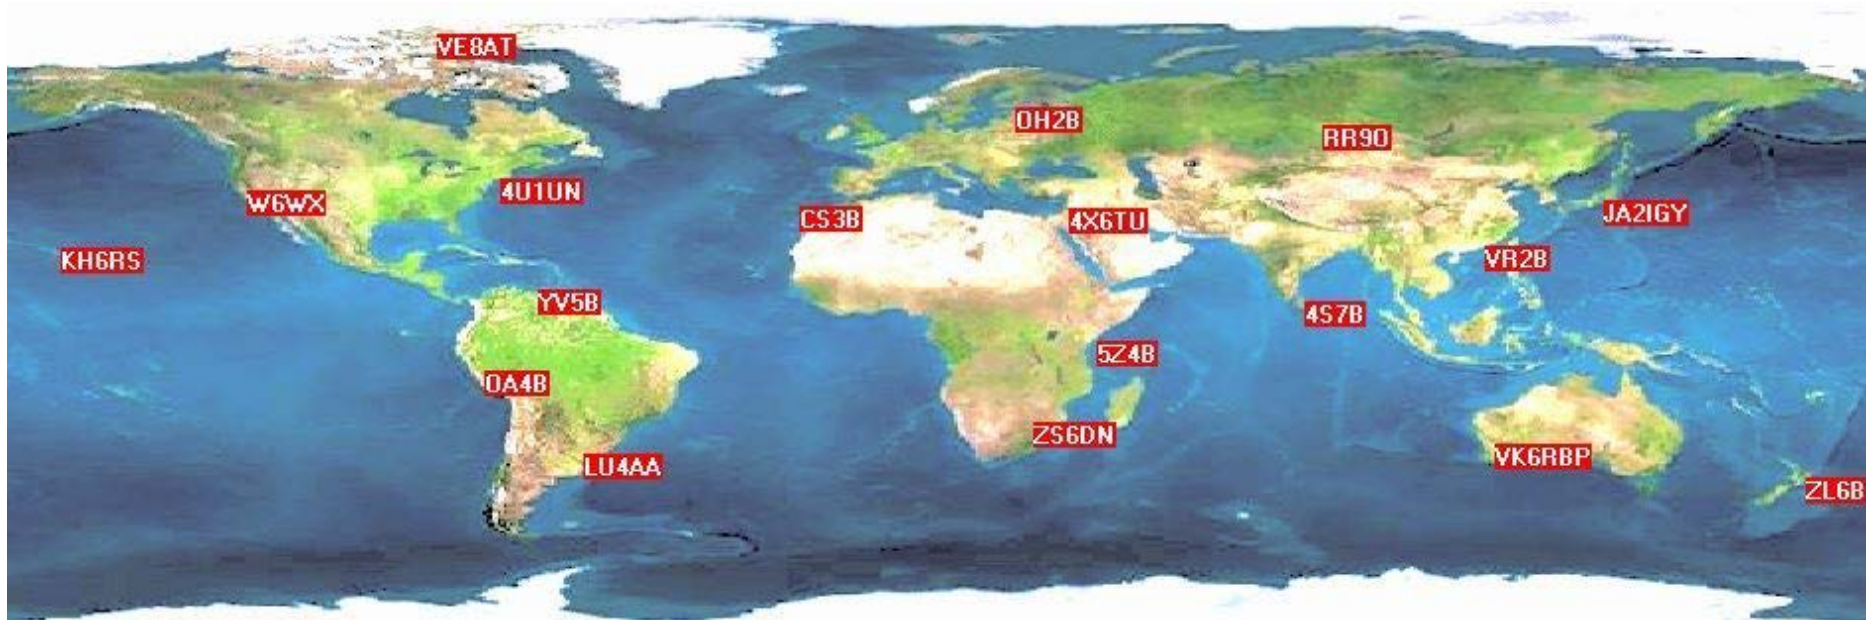 VE8AT
OH2B
RR9O
4U1UN
W6WX
CS3B
4X6TU
JA2IGY
KH6RS
VR2B
YV5B
4S7B
5Z4B
OA4B
ZS6DN
LU4AA
VK6RBP
ZL6B